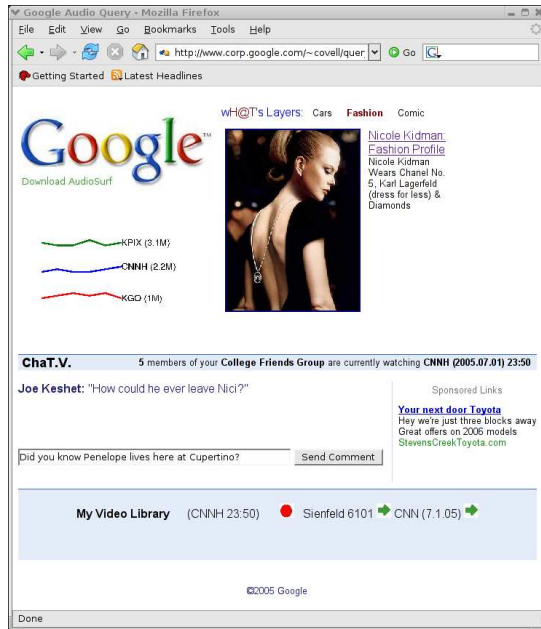 Google Audio Query - Mozilla Firefox
File Edit View Go Bookmarks Tools Help
http://www.corp.google.com/~covell/quer Go
Getting Started Latest Headlines
wH@T's Layers: Cars Fashion Comic
Google™
Download AudioSurf
Nicole Kidman:
Fashion Profile
Nicole Kidman
Wears Chanel No.
5, Karl Lagerfeld
(dress for less) &
Diamonds
KPIX (3.1M)
CNNH (2.2M)
KGO (1M)
ChaT.V. 5 members of your College Friends Group are currently watching CNNH (2005.07.01) 23:50
Joe Keshet: "How could he ever leave Nici?"
Sponsored Links
Your next door Toyota
Hey we're just three blocks away
Great offers on 2006 models
StevensCreekToyota.com
Did you know Penelope lives here at Cupertino? Send Comment
My Video Library (CNNH 23:50) Sienfeld 6101 CNN (7.1.05)
©2005 Google
Done